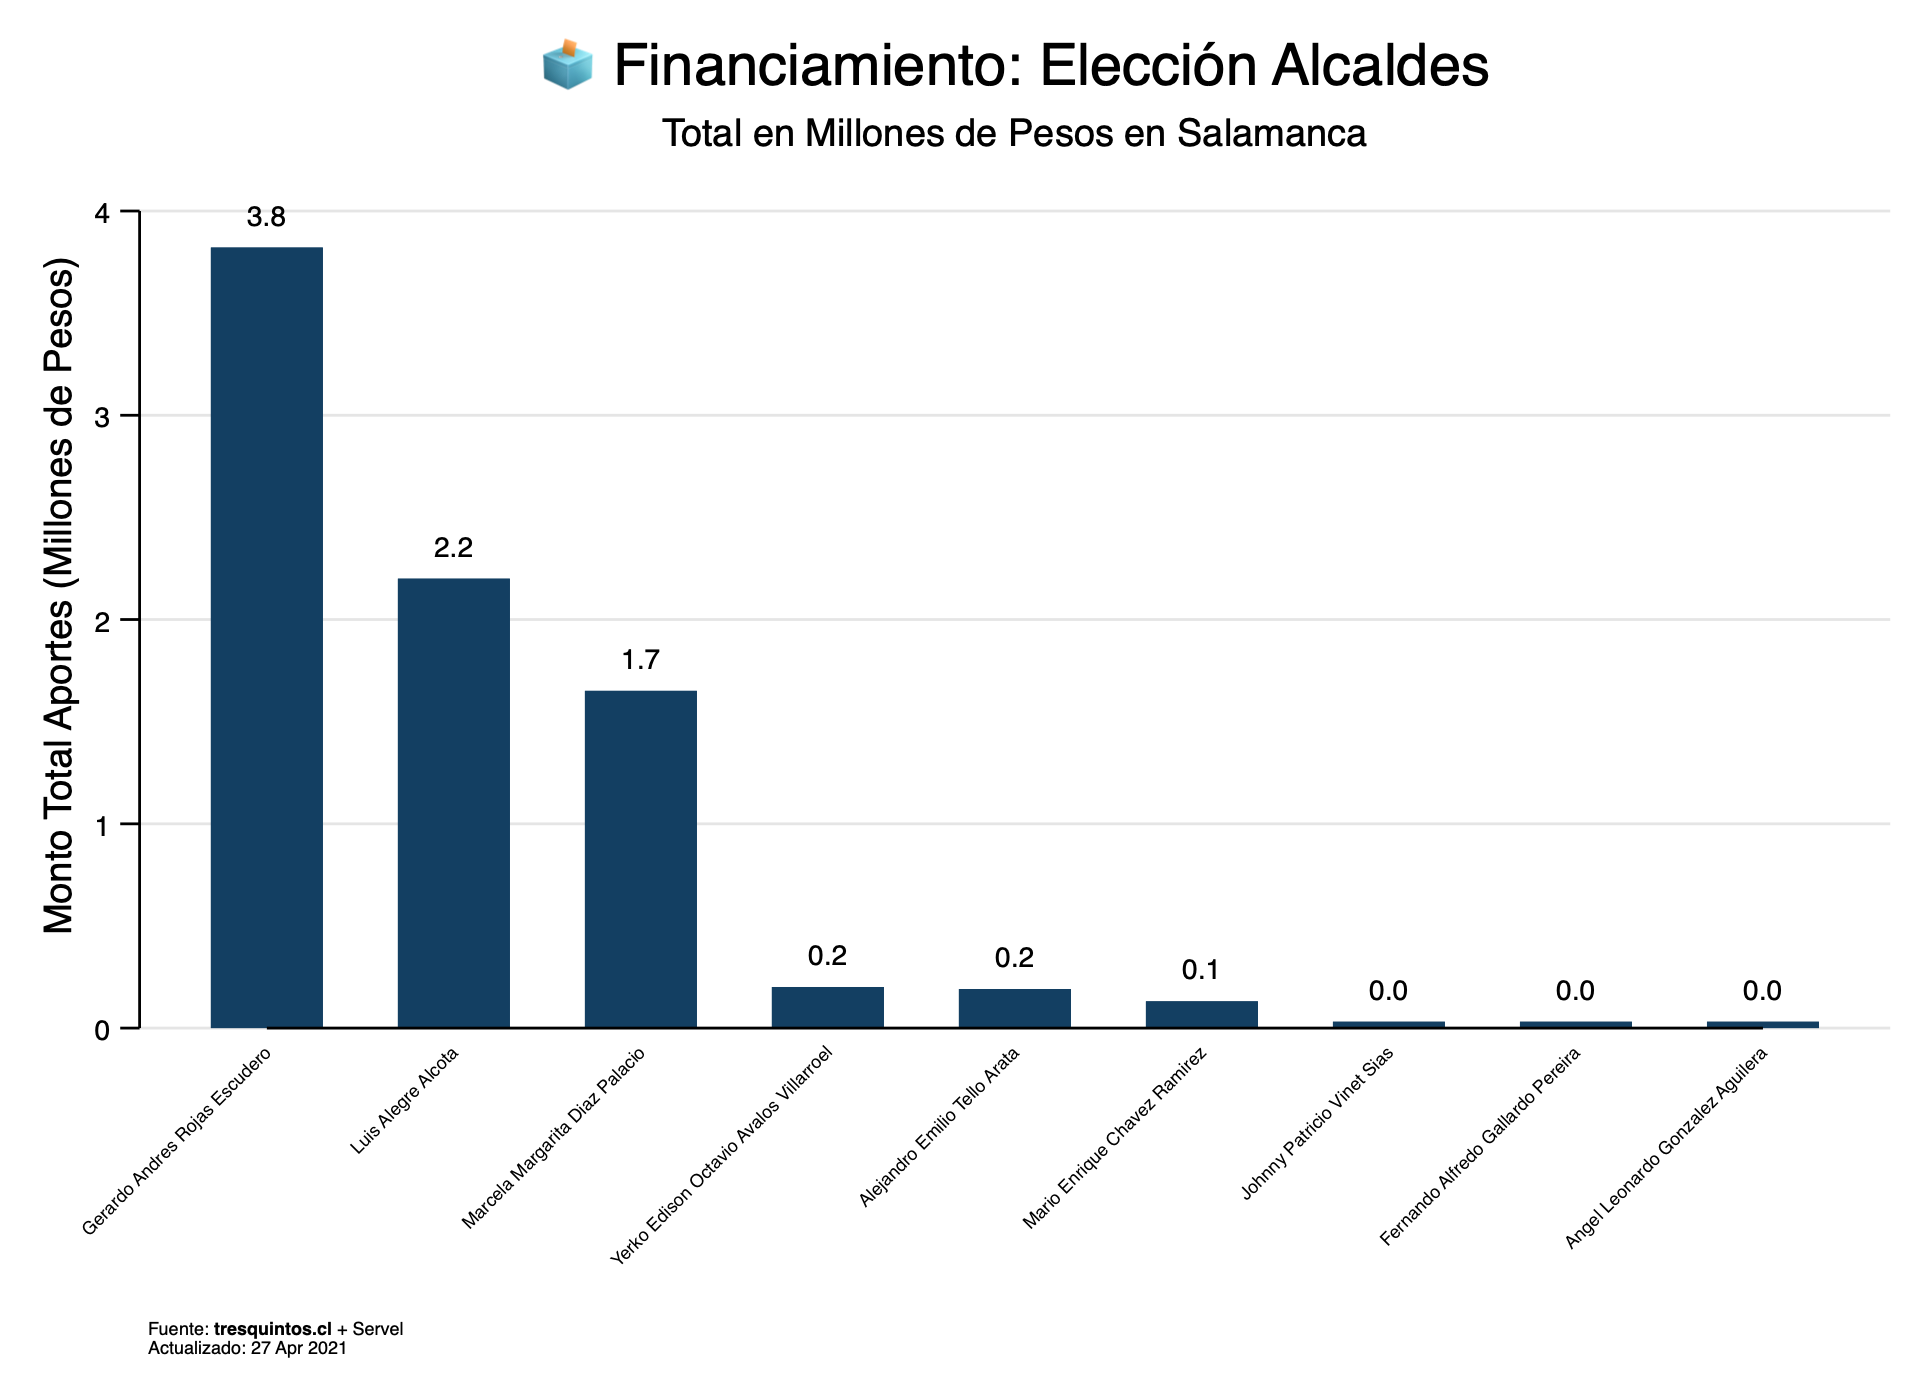 Financiamiento: Elección Alcaldes
Total en Millones de Pesos en Salamanca
Monto Total Aportes (Millones de Pesos)
4
3
2
1
0
3.8
2.2
1.7
0.2
0.2
0.1
0.0
0.0
0.0
Gerardo Andres Rojas Escudero
Luis Alegre Alcota
Marcela Margarita Diaz Palacio
Yerko Edison Octavio Avalos Villarroel
Alejandro Emilio Tello Arata
Mario Enrique Chavez Ramirez
Johnny Patricio Vinet Sias
Fernando Alfredo Gallardo Pereira
Angel Leonardo Gonzalez Aguilera
Fuente: tresquintos.cl + Servel
Actualizado: 27 Apr 2021